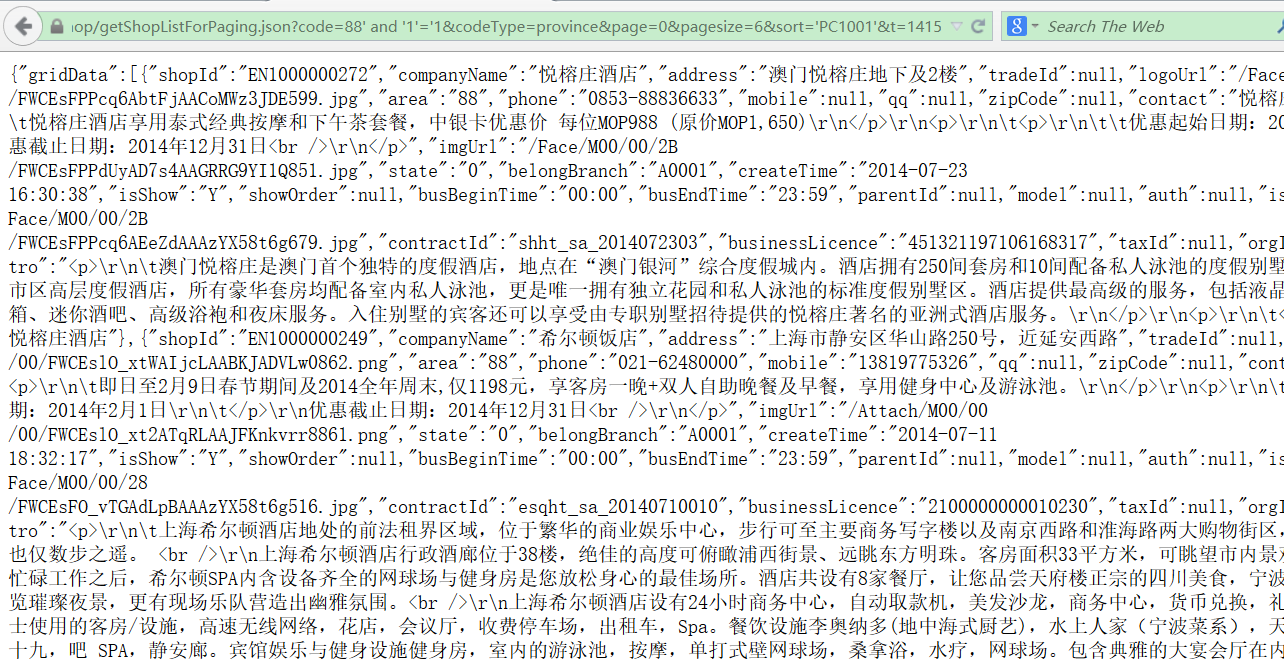 op/getShopListForPaging.json?code=88' and '1'='1&codeType=province&page=0&pagesize=6&sort='PC1001'&t=1415
Search The Web
{"gridData":[{"shopId":"EN1000000272","companyName":"悦榕庄酒店","address":"澳门悦榕庄地下及2楼","tradeId":null,"logoUrl":"/Face
/FWCEsFPPcq6AbtFjAACoMWz3JDE599.jpg","area":"88","phone":"0853-88836633","mobile":null,"qq":null,"zipCode":null,"contact":"悦榕
\t悦榕庄酒店享用泰式经典按摩和下午茶套餐，中银卡优惠价 每位MOP988 (原价MOP1,650)\r\n</p>\r\n<p>\r\n\t<p>\r\n\t\t优惠起始日期：20
惠截止日期：2014年12月31日<br />\r\n</p>","imgUrl":"/Face/M00/00/2B
/FWCEsFPPdUyAD7s4AAGRRG9YI1Q851.jpg","state":"0","belongBranch":"A0001","createTime":"2014-07-23
16:30:38","isShow":"Y","showOrder":null,"busBeginTime":"00:00","busEndTime":"23:59","parentId":null,"model":null,"auth":null,"is
Face/M00/00/2B
/FWCEsFPPcq6AEeZdAAAzYX58t6g679.jpg","contractId":"shht_sa_2014072303","businessLicence":"451321197106168317","taxId":null,"orgI
tro":"<p>\r\n\t澳门悦榕庄是澳门首个独特的度假酒店，地点在“澳门银河”综合度假城内。酒店拥有250间套房和10间配备私人泳池的度假别墅
市区高层度假酒店，所有豪华套房均配备室内私人泳池，更是唯一拥有独立花园和私人泳池的标准度假别墅区。酒店提供最高级的服务，包括液晶
箱、迷你酒吧、高级浴袍和夜床服务。入住别墅的宾客还可以享受由专职别墅招待提供的悦榕庄著名的亚洲式酒店服务。\r\n</p>\r\n<p>\r\n\t<
悦榕庄酒店"},{"shopId":"EN1000000249","companyName":"希尔顿饭店","address":"上海市静安区华山路250号，近延安西路","tradeId":null,
/00/FWCEslO_xtWAIjcLAABKJADVLw0862.png","area":"88","phone":"021-62480000","mobile":"13819775326","qq":null,"zipCode":null,"cont
<p>\r\n\t即日至2月9日春节期间及2014全年周末,仅1198元，享客房一晚+双人自助晚餐及早餐，享用健身中心及游泳池。\r\n</p>\r\n<p>\r\n\t
期：2014年2月1日\r\n\t</p>\r\n优惠截止日期：2014年12月31日<br />\r\n</p>","imgUrl":"/Attach/M00/00
/00/FWCEslO_xt2ATqRLAAJFKnkvrr8861.png","state":"0","belongBranch":"A0001","createTime":"2014-07-11
18:32:17","isShow":"Y","showOrder":null,"busBeginTime":"00:00","busEndTime":"23:59","parentId":null,"model":null,"auth":null,"is
Face/M00/00/28
/FWCEsFO_vTGAdLpBAAAzYX58t6g516.jpg","contractId":"esqht_sa_20140710010","businessLicence":"2100000000010230","taxId":null,"orgI
tro":"<p>\r\n\t上海希尔顿酒店地处的前法租界区域，位于繁华的商业娱乐中心，步行可至主要商务写字楼以及南京西路和淮海路两大购物街区，
也仅数步之遥。 <br />\r\n上海希尔顿酒店行政酒廊位于38楼，绝佳的高度可俯瞰浦西街景、远眺东方明珠。客房面积33平方米，可眺望市内景
忙碌工作之后，希尔顿SPA内含设备齐全的网球场与健身房是您放松身心的最佳场所。酒店共设有8家餐厅，让您品尝天府楼正宗的四川美食，宁波
览璀璨夜景，更有现场乐队营造出幽雅氛围。<br />\r\n上海希尔顿酒店设有24小时商务中心，自动取款机，美发沙龙，商务中心，货币兑换，礼
士使用的客房/设施，高速无线网络，花店，会议厅，收费停车场，出租车，Spa。餐饮设施李奥纳多(地中海式厨艺)，水上人家（宁波菜系），天
十九，吧 SPA，静安廊。宾馆娱乐与健身设施健身房，室内的游泳池，按摩，单打式壁网球场，桑拿浴，水疗，网球场。包含典雅的大宴会厅在内